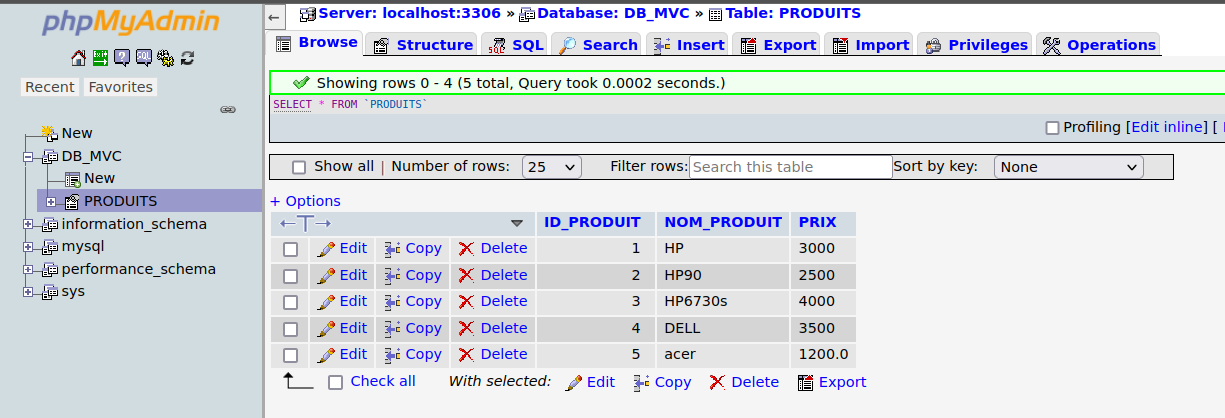 phpMyAdmin
Server: localhost:3306 » Database: DB_MVC » Table: PRODUITS
Browse Structure SQL Search Insert Export Import Privileges Operations
Recent Favorites
New
DB_MVC
New
PRODUITS
information_schema
mysql
performance_schema
sys
Showing rows 0 - 4 (5 total, Query took 0.0002 seconds.)
SELECT * FROM `PRODUITS`
Profiling [Edit inline] [
Show all | Number of rows: 25 Filter rows: Search this table Sort by key: None
+ Options
←T→ ID_PRODUIT NOM_PRODUIT PRIX
Edit Copy Delete 1 HP 3000
Edit Copy Delete 2 HP90 2500
Edit Copy Delete 3 HP6730s 4000
Edit Copy Delete 4 DELL 3500
Edit Copy Delete 5 acer 1200.0
Check all With selected: Edit Copy Delete Export